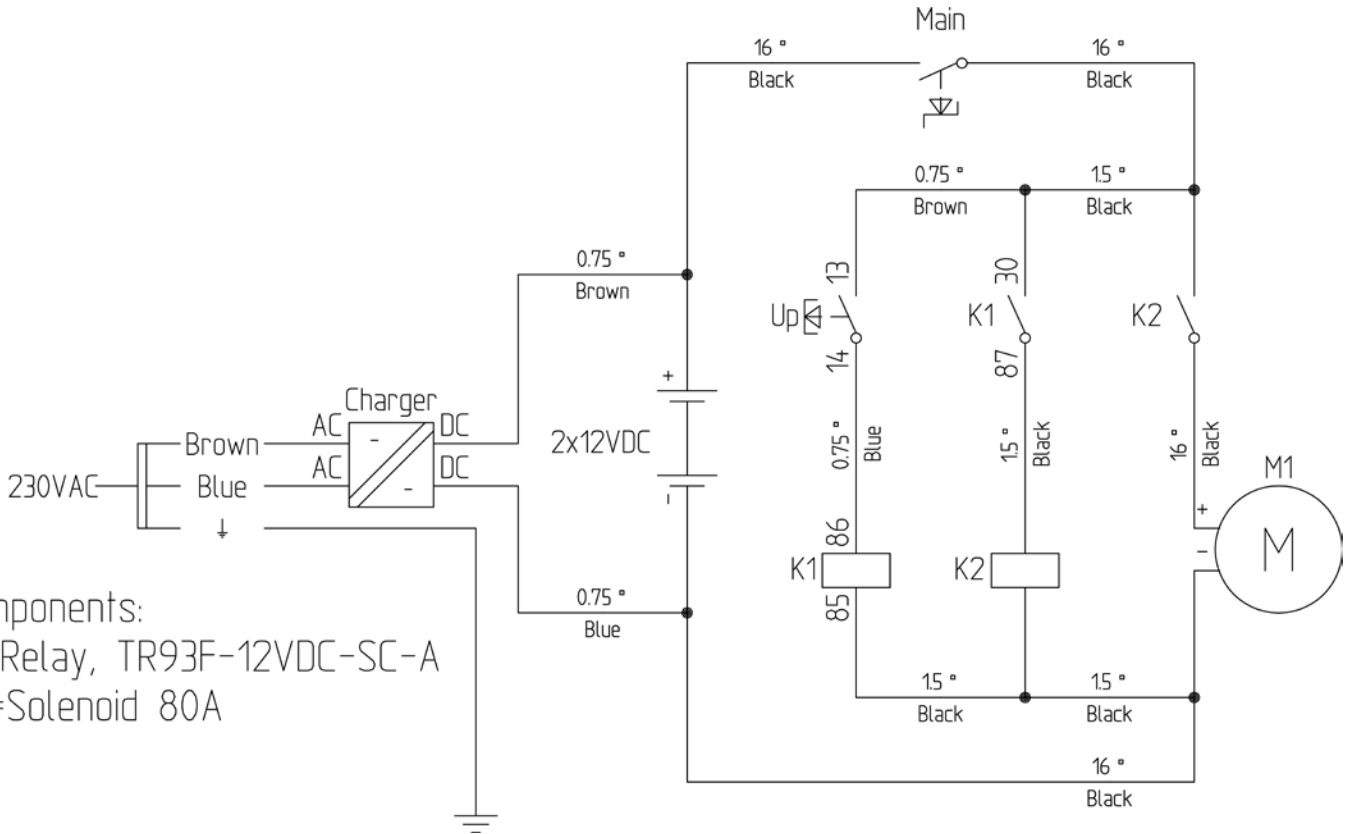 Main
16 ▫
Black
16 ▫
Black
0.75 ▫
Brown
1.5 ▫
Black
0.75 ▫
Brown
13
30
Up
K1
K2
14
87
Charger
AC
DC
Brown
2x12VDC
+
-
0.75 ▫
Blue
1.5 ▫
Black
16 ▫
Black
M1
230VAC
Blue
AC
DC
+
-
M
86
K1
K2
85
0.75 ▫
Blue
mponents:
Relay, TR93F-12VDC-SC-A
=Solenoid 80A
1.5 ▫
Black
1.5 ▫
Black
16 ▫
Black